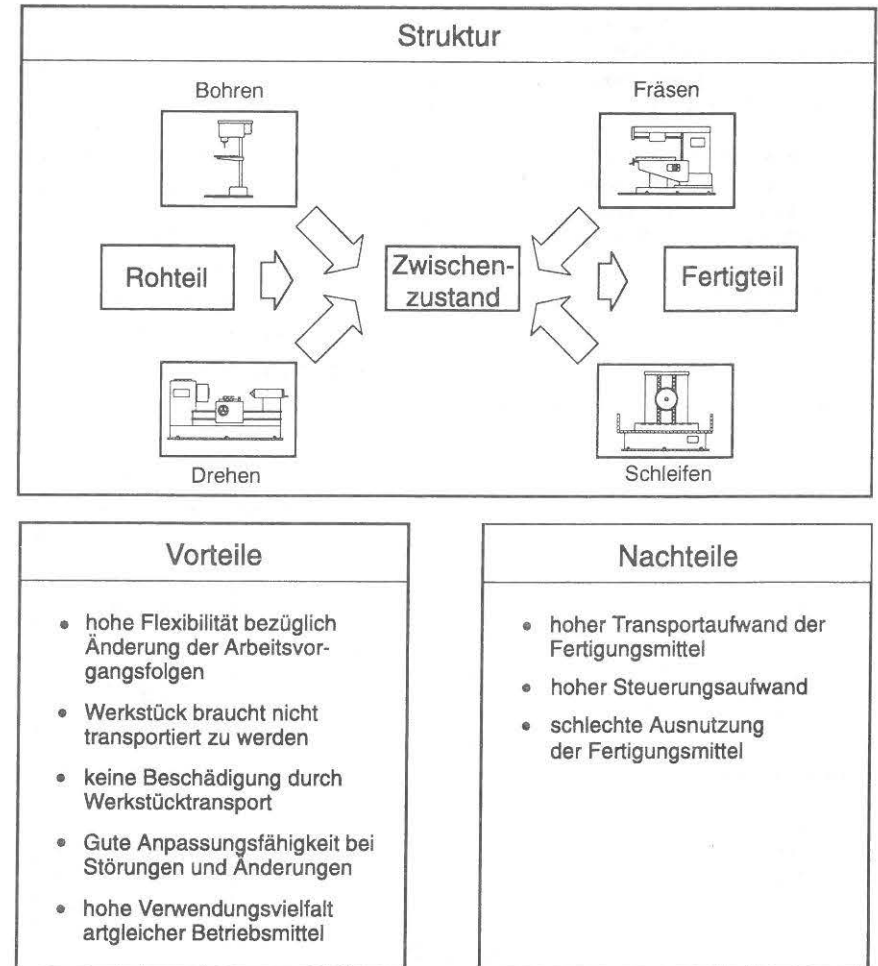 Struktur
Bohren
Fräsen
Rohteil
Zwischen-
zustand
Fertigteil
Drehen
Schleifen
Vorteile
hohe Flexibilität bezüglich
Änderung der Arbeitsvor-
gangsfolgen
Werkstück braucht nicht
transportiert zu werden
keine Beschädigung durch
Werkstücktransport
Gute Anpassungsfähigkeit bei
Störungen und Änderungen
hohe Verwendungsvielfalt
artgleicher Betriebsmittel
Nachteile
hoher Transportaufwand der
Fertigungsmittel
hoher Steuerungsaufwand
schlechte Ausnutzung
der Fertigungsmittel